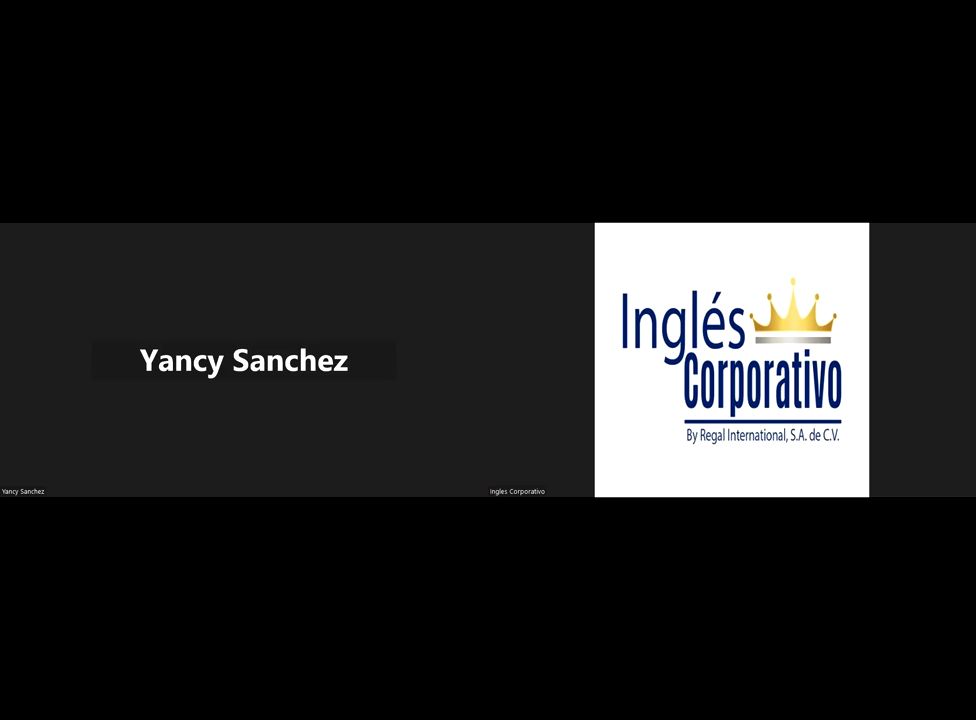 Yancy Sanchez
Yancy Sanchez
Inglés
Corporativo
By Regal International, S.A. de C.V.
Ingles Corporativo